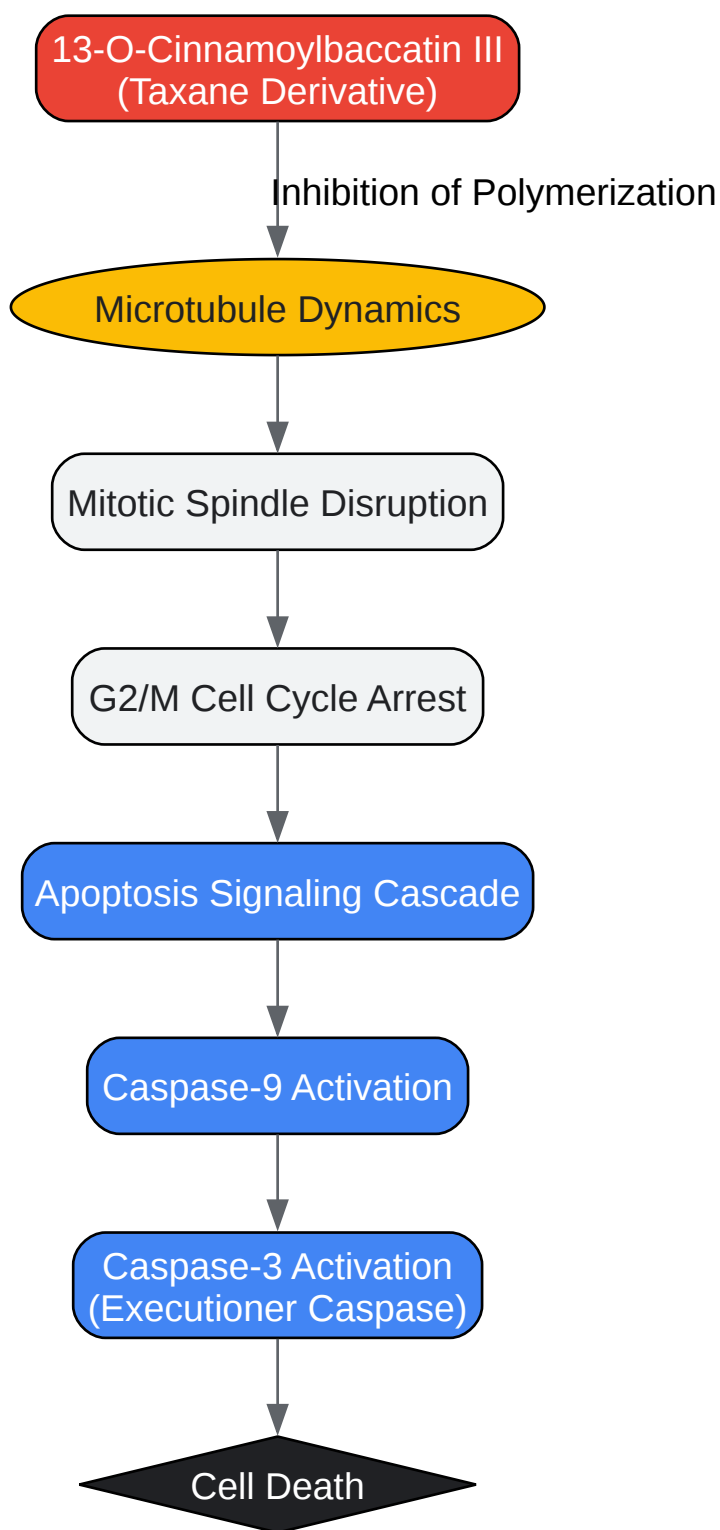 13-O-Cinnamoylbaccatin III
(Taxane Derivative)
Inhibition of Polymerization
Microtubule Dynamics
Mitotic Spindle Disruption
G2/M Cell Cycle Arrest
Apoptosis Signaling Cascade
Caspase-9 Activation
Caspase-3 Activation
(Executioner Caspase)
Cell Death